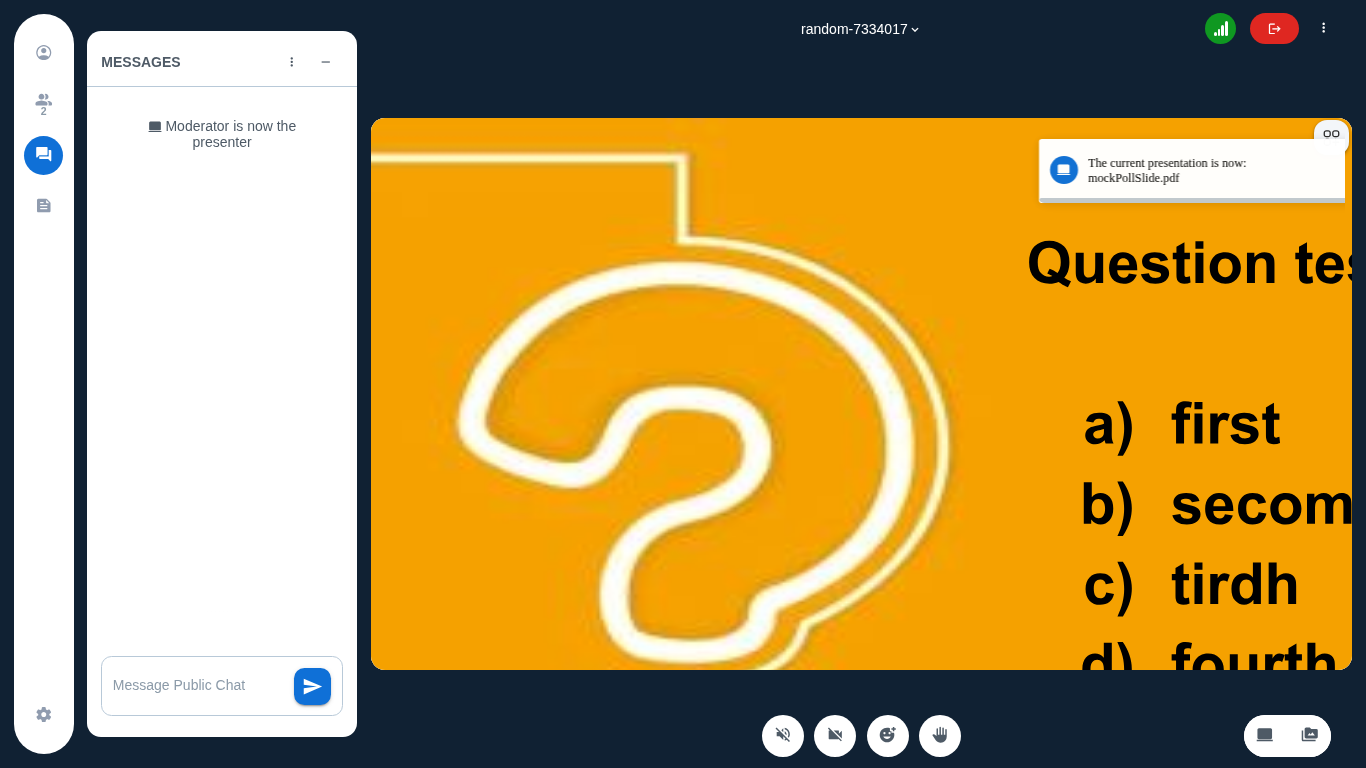 random-7334017
MESSAGES
2
Moderator is now the
presenter
The current presentation is now:
mockPollSlide.pdf
Question tes
a) first
b) secom
c) tirdh
d) fourth
Message Public Chat